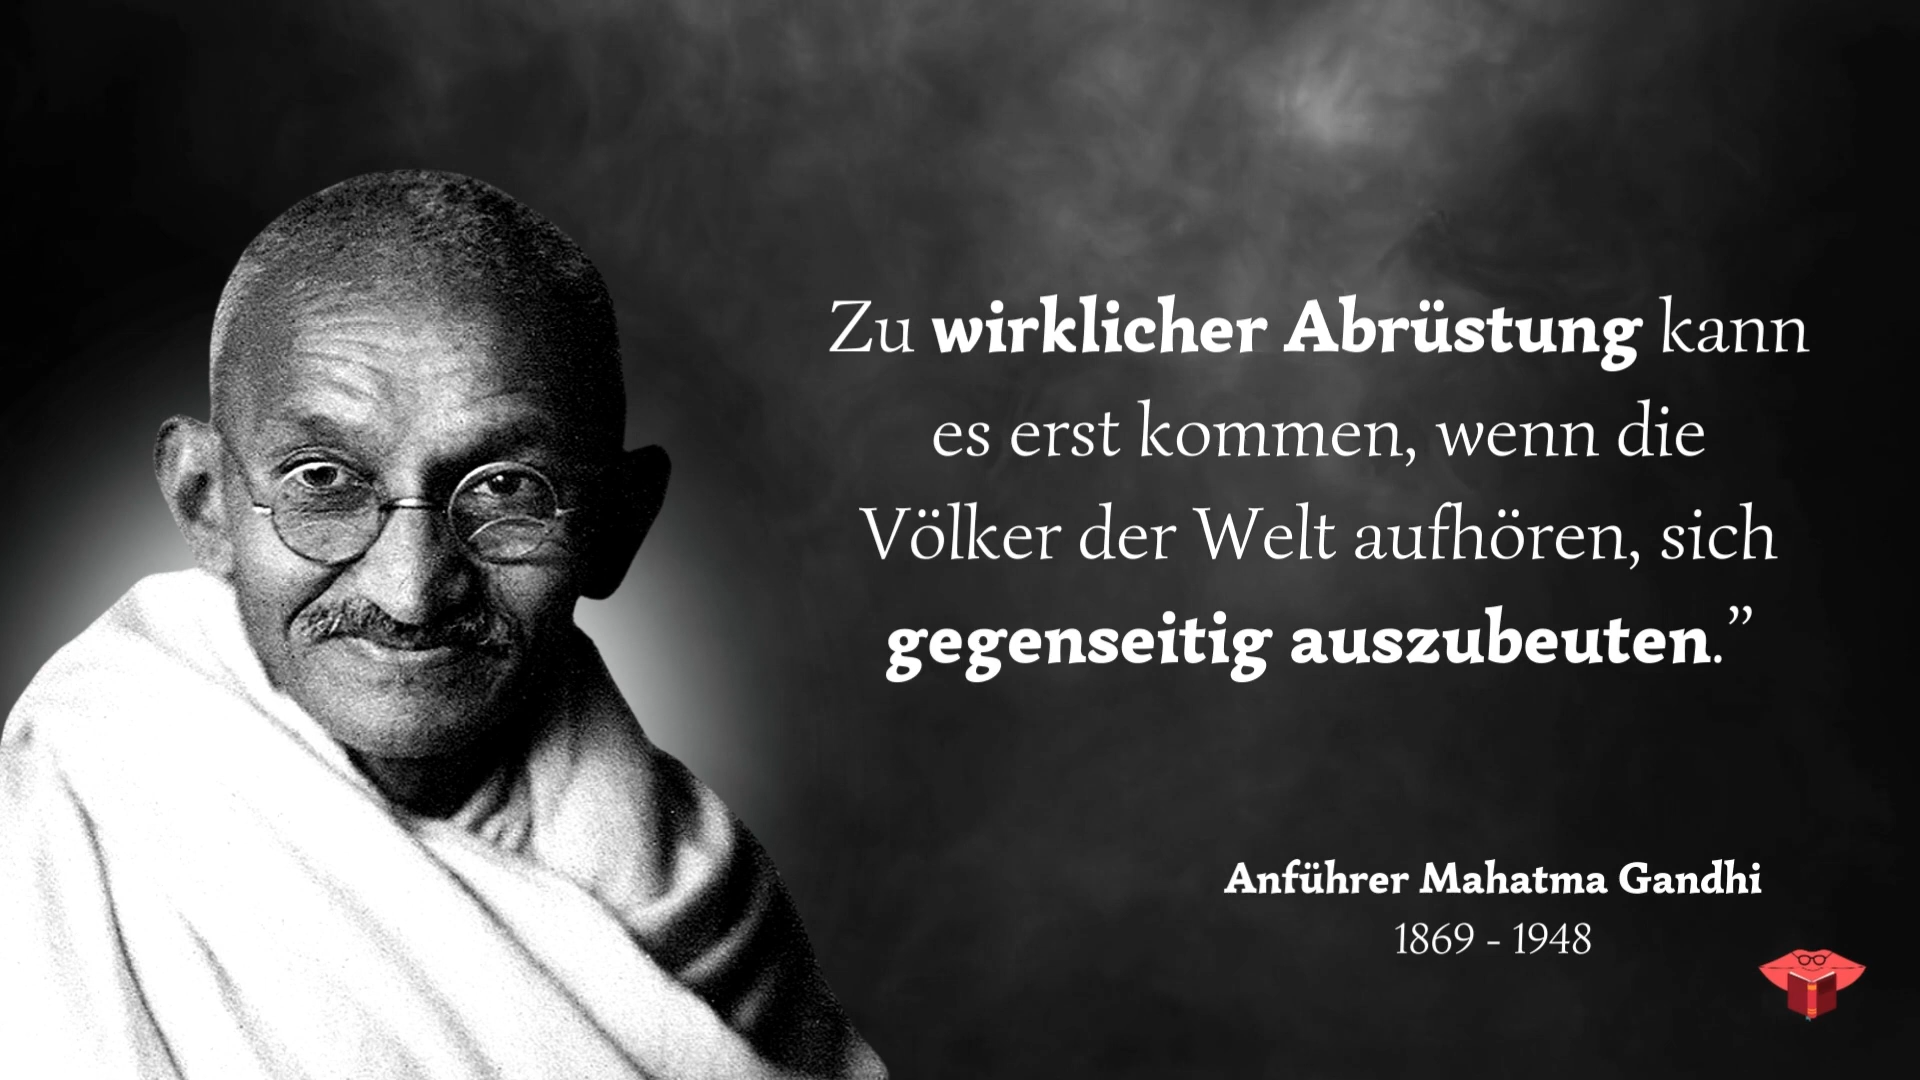 Zu wirklicher Abrüstung kann
es erst kommen, wenn die
Völker der Welt aufhören, sich
gegenseitig auszubeuten.”
Anführer Mahatma Gandhi
1869 - 1948